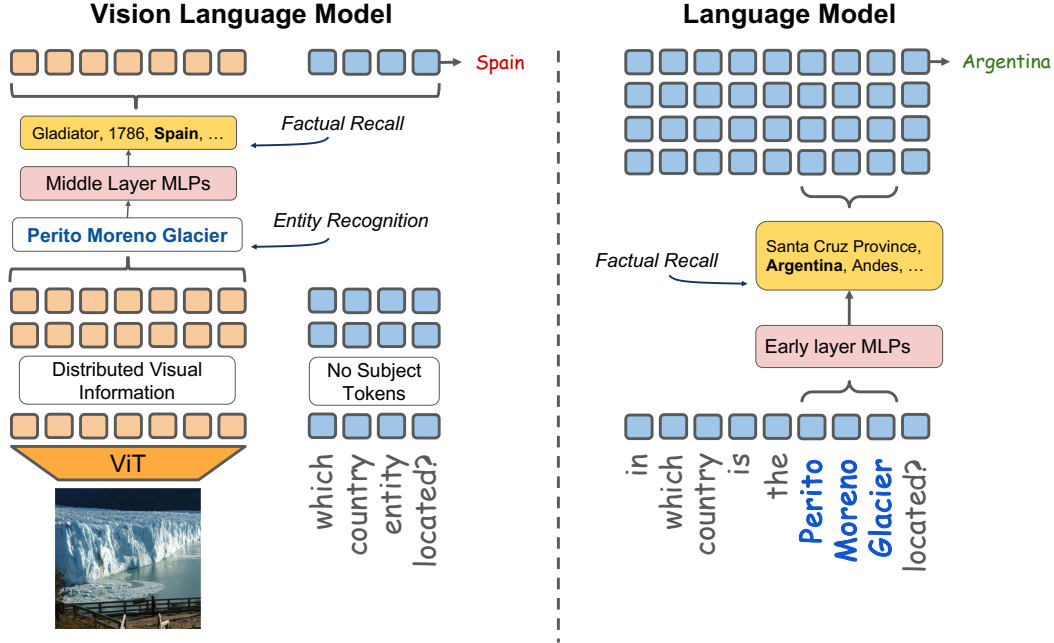 Vision Language Model
Spain
Gladiator, 1786, Spain, …
Factual Recall
Middle Layer MLPs
Entity Recognition
Perito Moreno Glacier
Distributed Visual
Information
No Subject
Tokens
ViT
which
country
entity
located?
Language Model
Argentina
Santa Cruz Province,
Argentina, Andes, …
Factual Recall
Early layer MLPs
in
which
country
is
the
Perito
Moreno
Glacier
located?